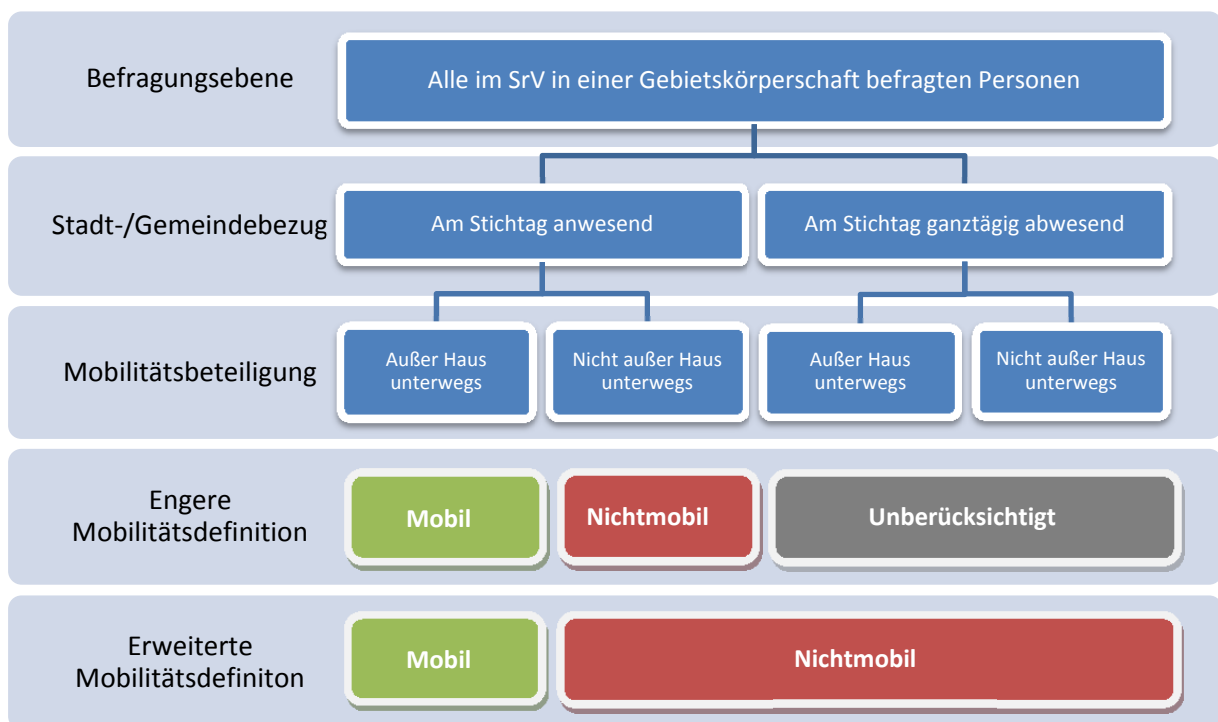 Befragungsebene
Alle im SrV in einer Gebietskörperschaft befragten Personen
Stadt-/Gemeindebezug
Am Stichtag anwesend
Am Stichtag ganztägig abwesend
Mobilitätsbeteiligung
Außer Haus
unterwegs
Nicht außer Haus
unterwegs
Außer Haus
unterwegs
Nicht außer Haus
unterwegs
Engere
Mobilitätsdefinition
Mobil
Nichtmobil
Unberücksichtigt
Erweiterte
Mobilitätsdefiniton
Mobil
Nichtmobil